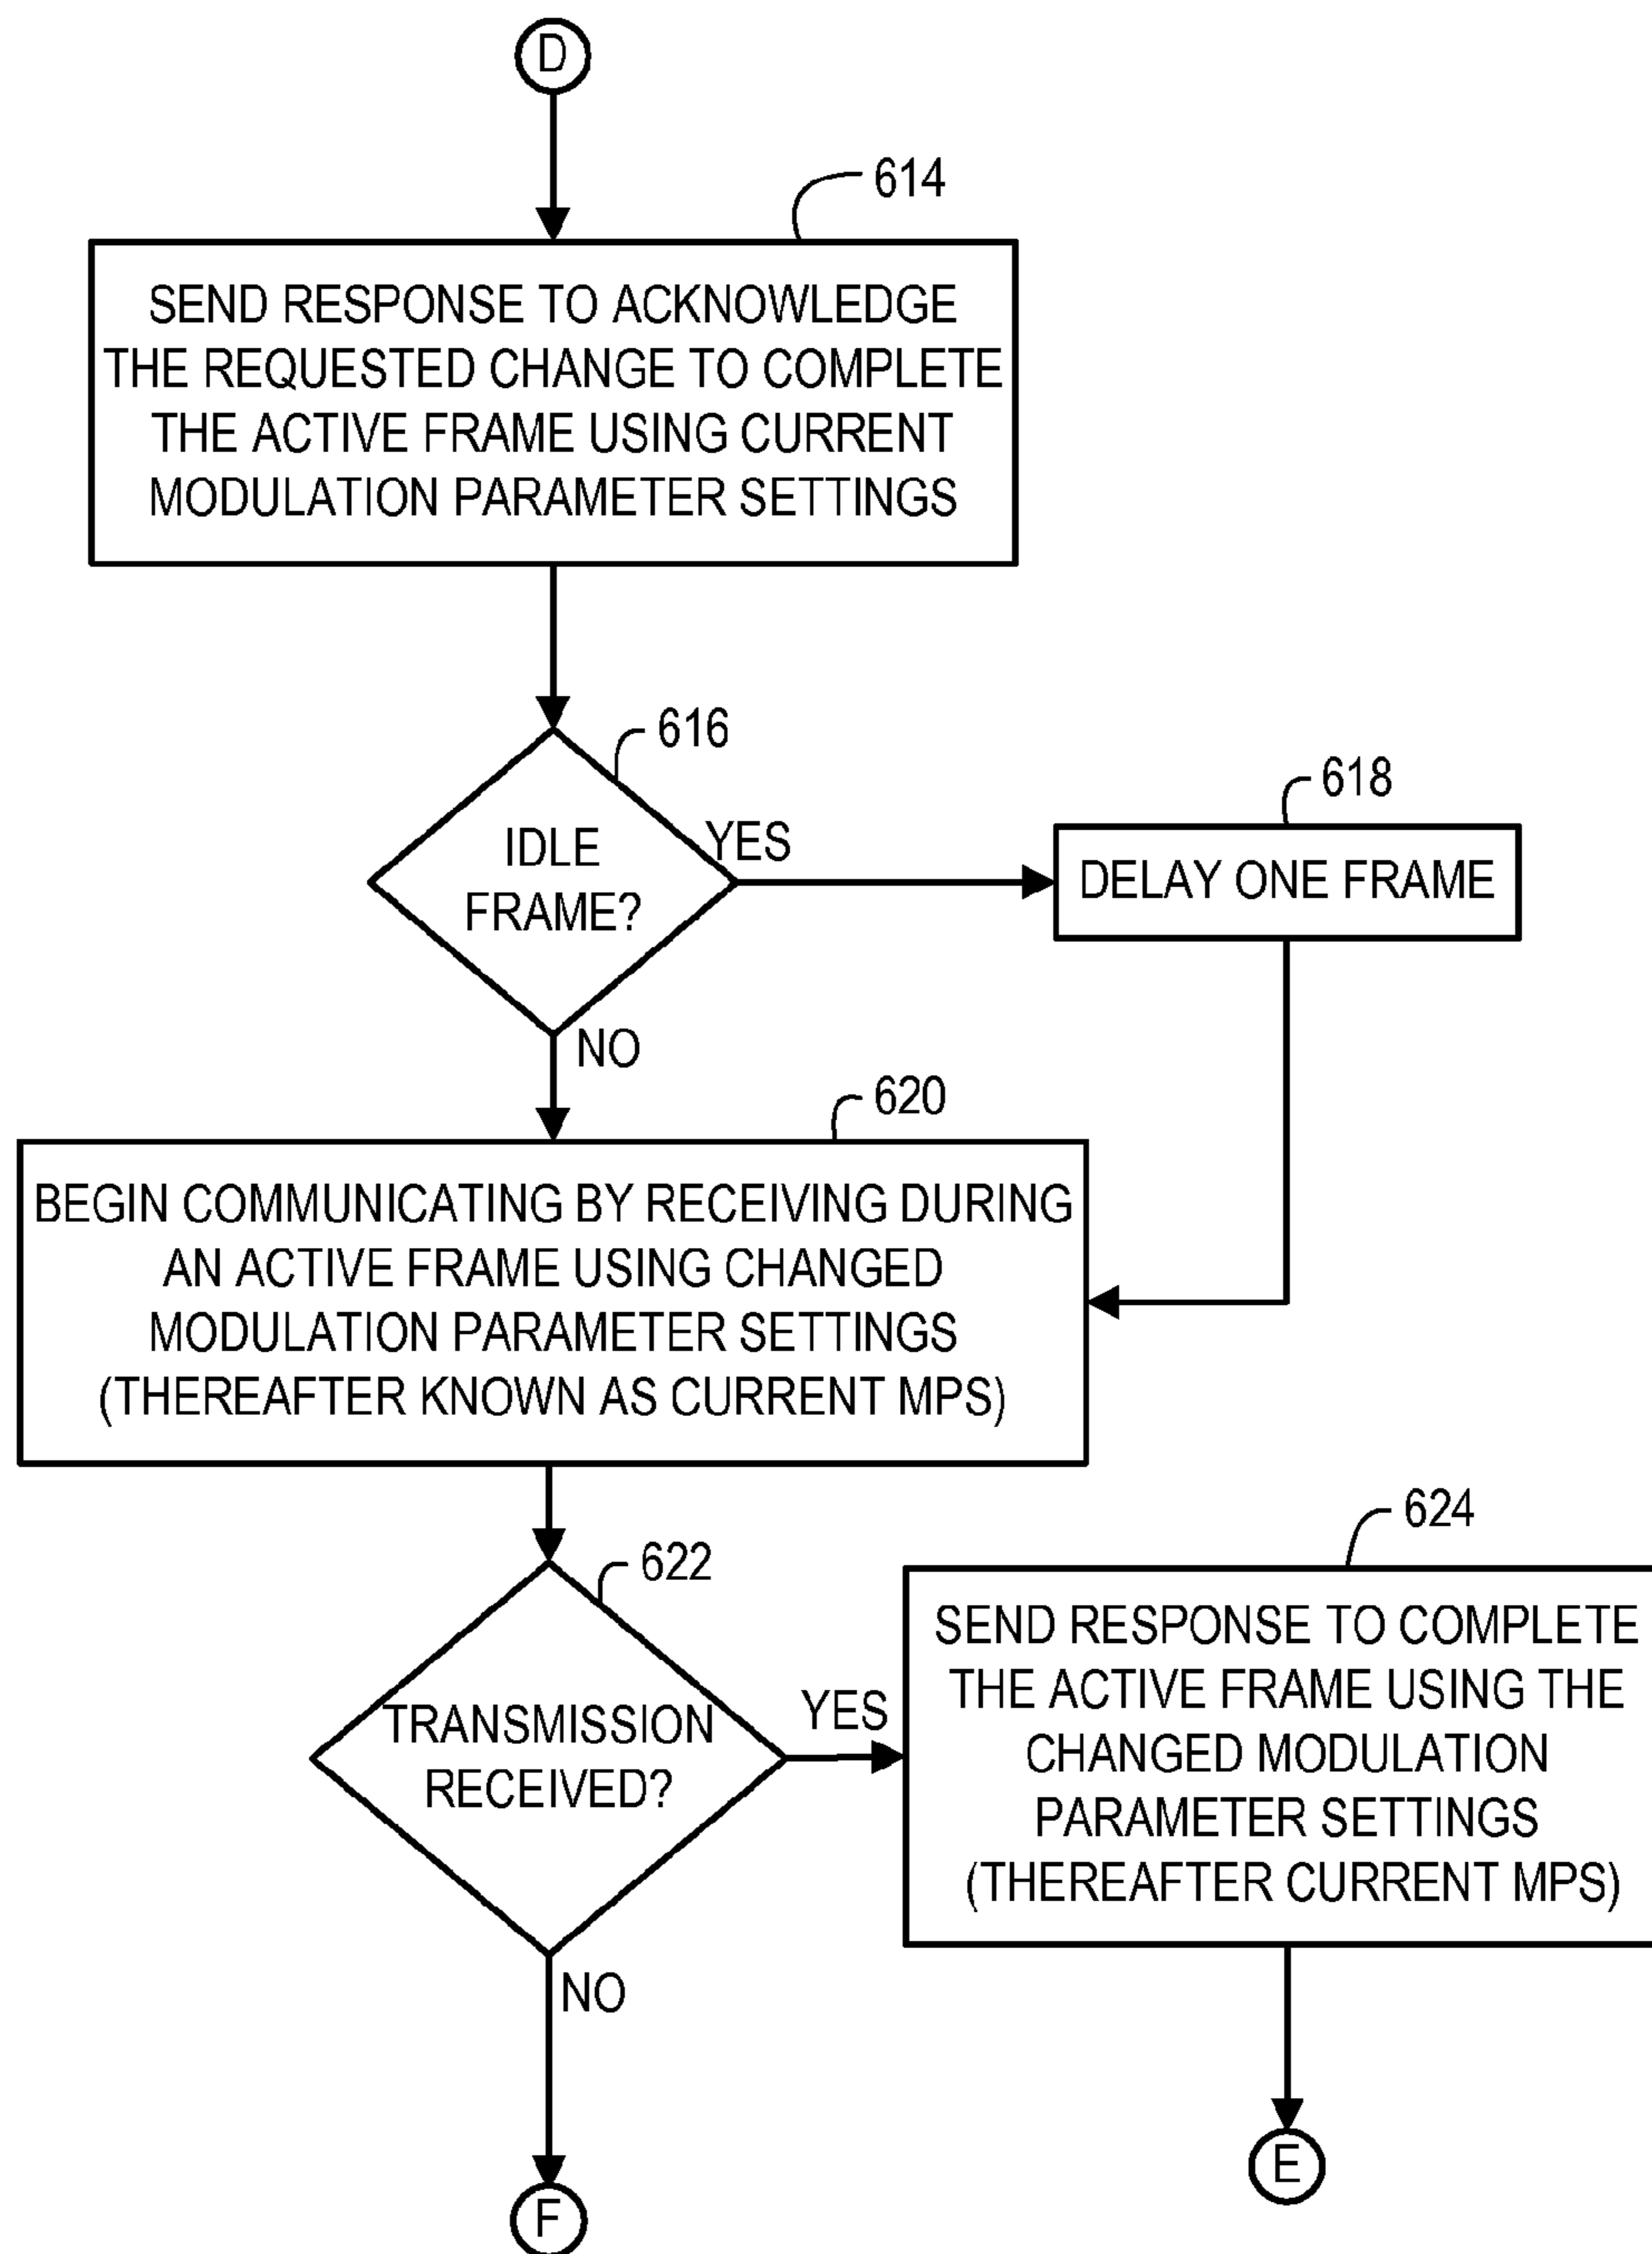 D
614
SEND RESPONSE TO ACKNOWLEDGE
THE REQUESTED CHANGE TO COMPLETE
THE ACTIVE FRAME USING CURRENT
MODULATION PARAMETER SETTINGS
616
IDLE
FRAME?
YES
618
DELAY ONE FRAME
NO
620
BEGIN COMMUNICATING BY RECEIVING DURING
AN ACTIVE FRAME USING CHANGED
MODULATION PARAMETER SETTINGS
(THEREAFTER KNOWN AS CURRENT MPS)
622
TRANSMISSION
RECEIVED?
YES
624
SEND RESPONSE TO COMPLETE
THE ACTIVE FRAME USING THE
CHANGED MODULATION
PARAMETER SETTINGS
(THEREAFTER CURRENT MPS)
NO
E
F